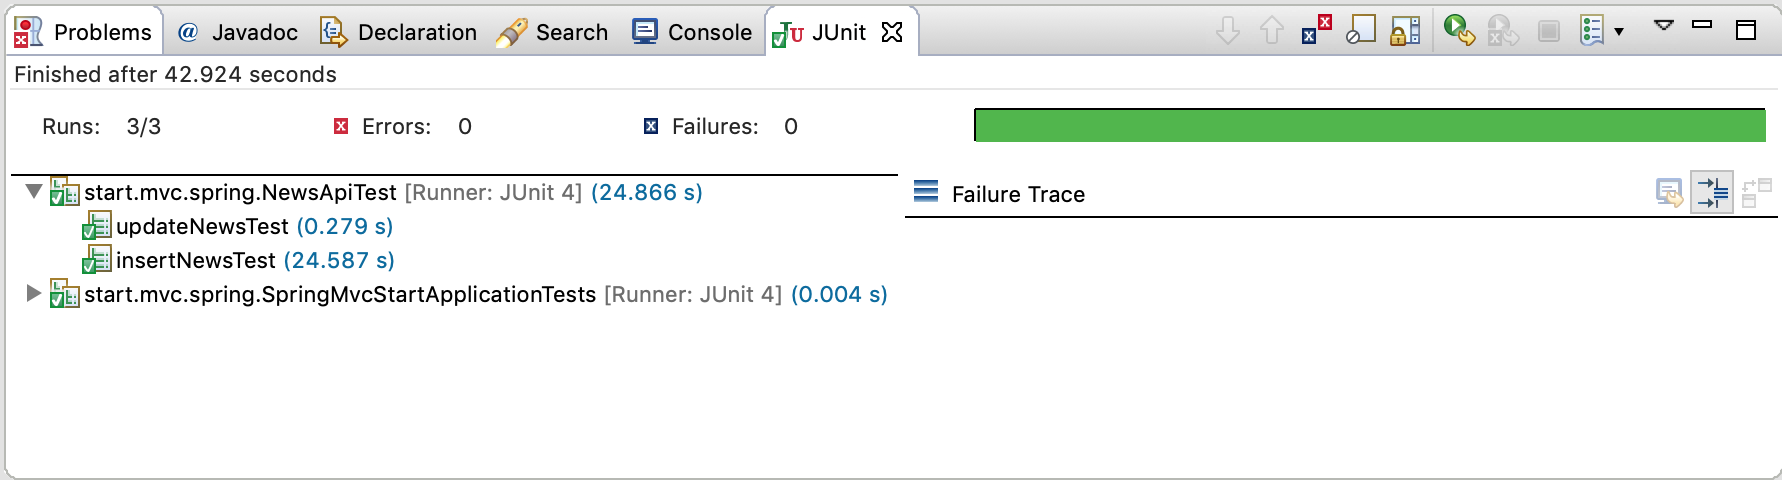 Problems @ Javadoc Declaration Search Console JUnit
Finished after 42.924 seconds
Runs: 3/3 Errors: 0 Failures: 0
start.mvc.spring.NewsApiTest [Runner: JUnit 4] (24.866 s)
Failure Trace
updateNewsTest (0.279 s)
insertNewsTest (24.587 s)
start.mvc.spring.SpringMvcStartApplicationTests [Runner: JUnit 4] (0.004 s)